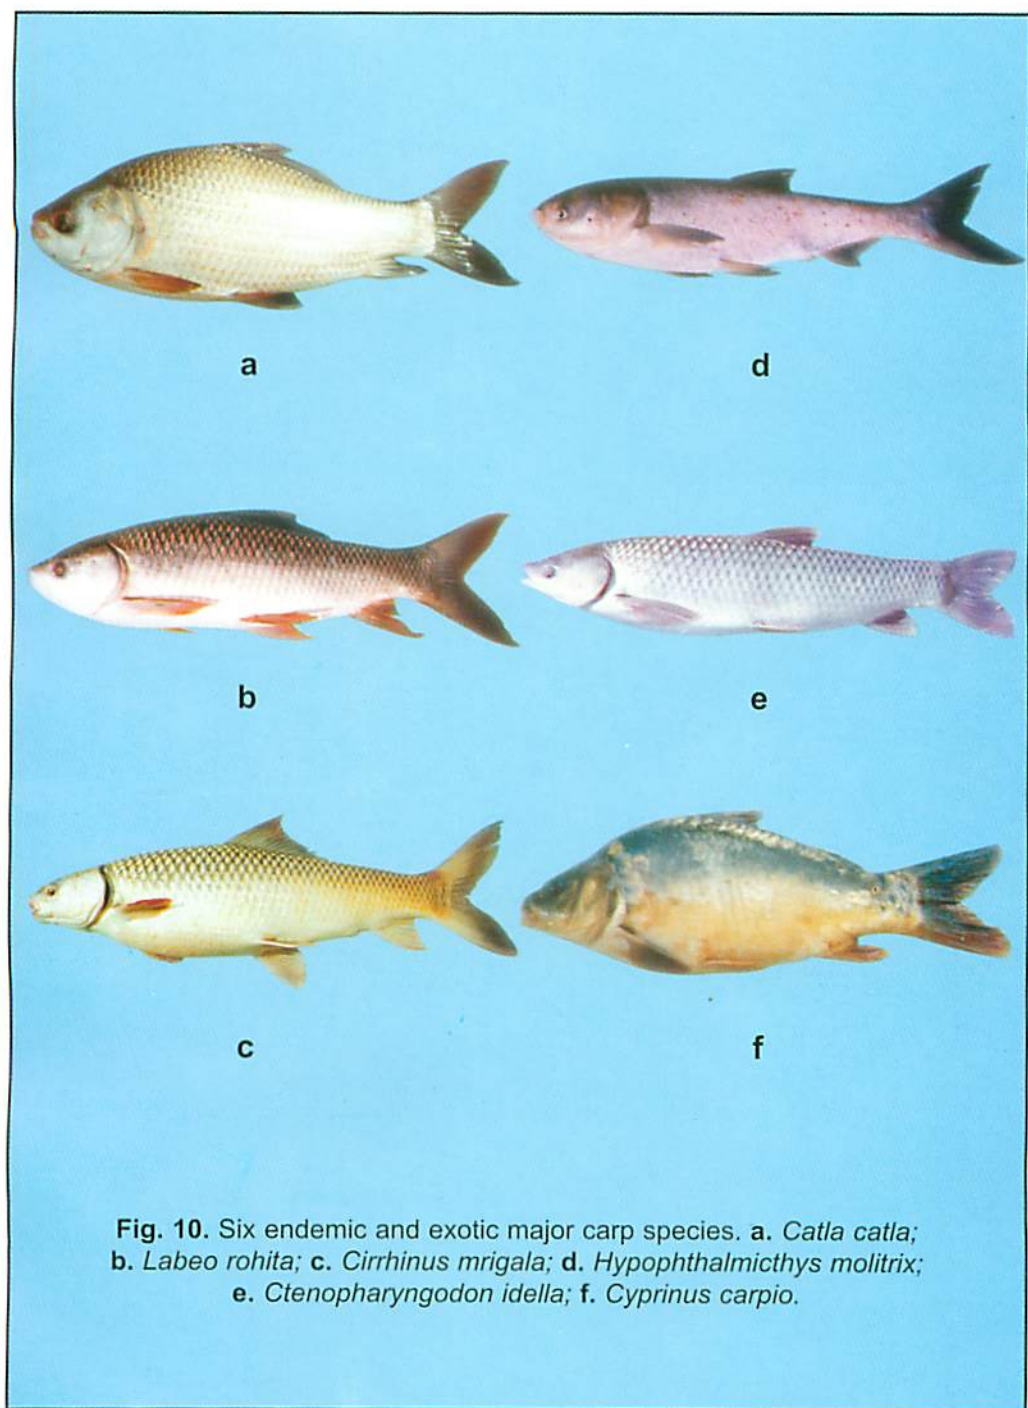 a
d
b
e
c
f
Fig. 10. Six endemic and exotic major carp species. a. Catla catla;
b. Labeo rohita; c. Cirrhinus mrigala; d. Hypophthalmicthys molitrix;
e. Ctenopharyngodon idella; f. Cyprinus carpio.